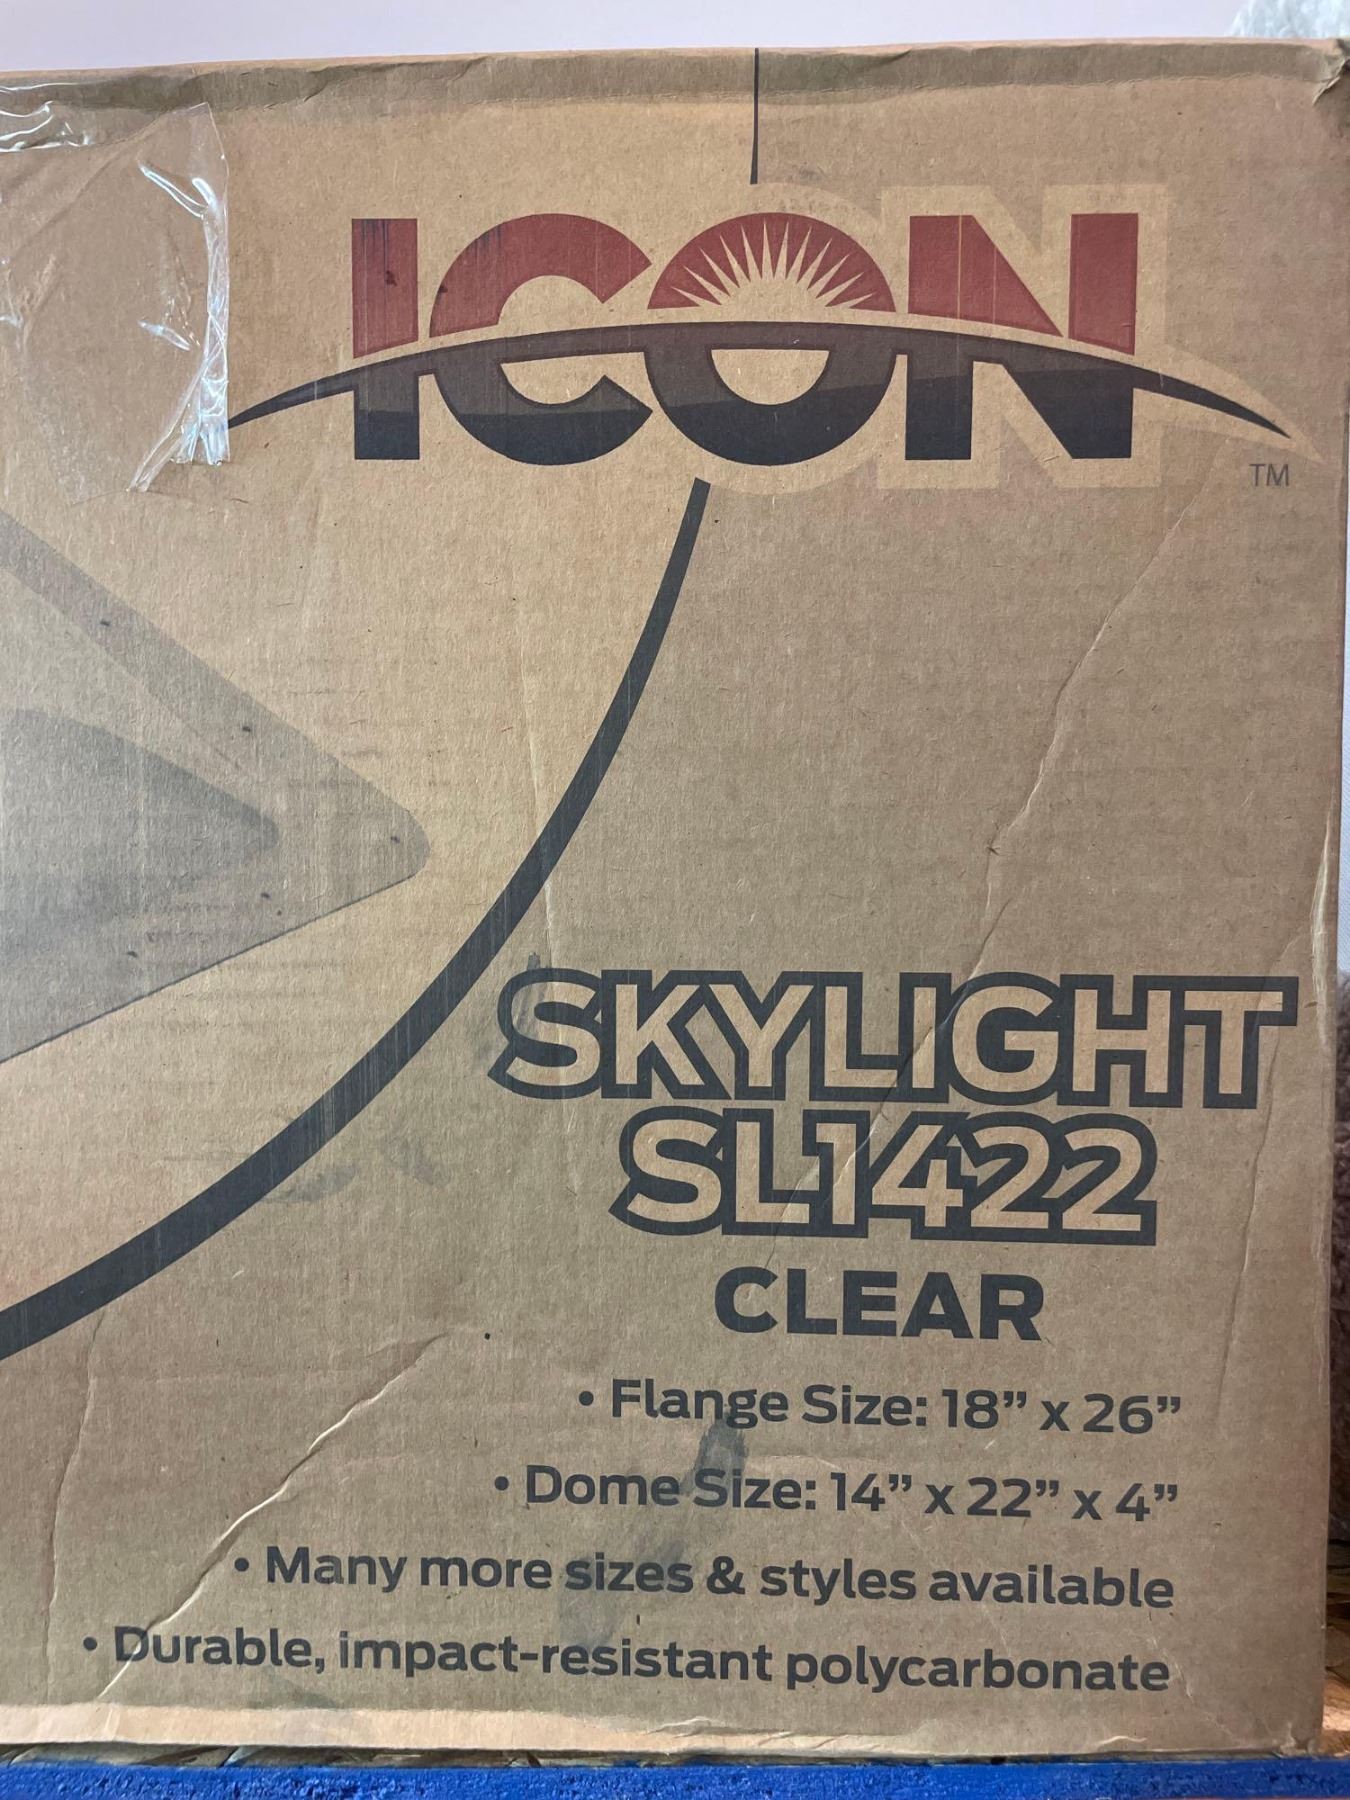 ICON
TM
SKYLIGHT
SL1422
CLEAR
• Flange Size: 18” x 26”
• Dome Size: 14” x 22” x 4”
• Many more sizes & styles available
• Durable, impact-resistant polycarbonate